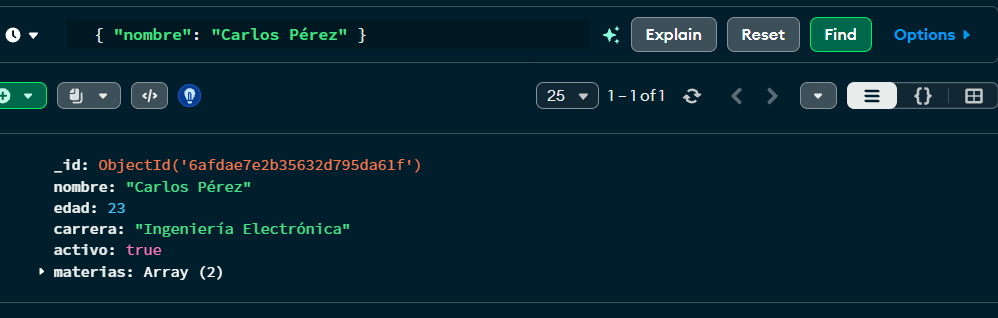 { "nombre": "Carlos Pérez" }
Explain
Reset
Find
Options
25
1 – 1 of 1
_id: ObjectId('6afdae7e2b35632d795da61f')
nombre: "Carlos Pérez"
edad: 23
carrera: "Ingeniería Electrónica"
activo: true
materias: Array (2)